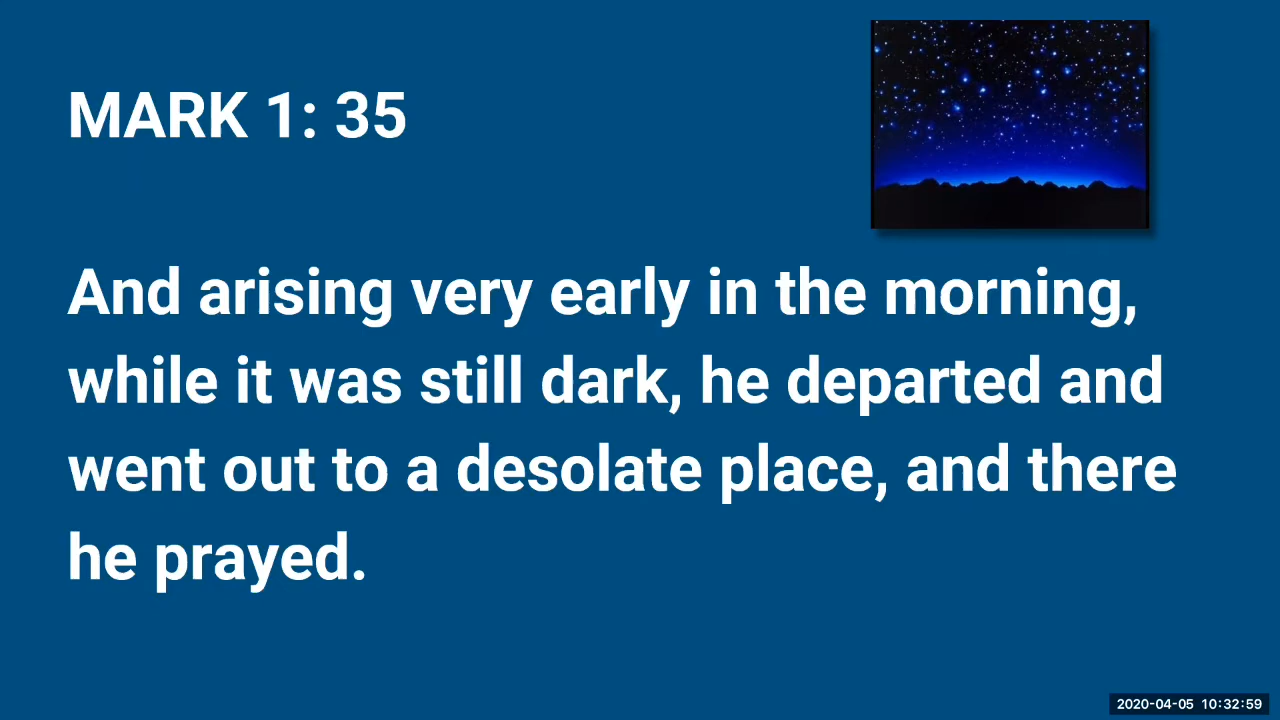 MARK 1: 35
And arising very early in the morning,
while it was still dark, he departed and
went out to a desolate place, and there
he prayed.
2020-04-05 10:32:59